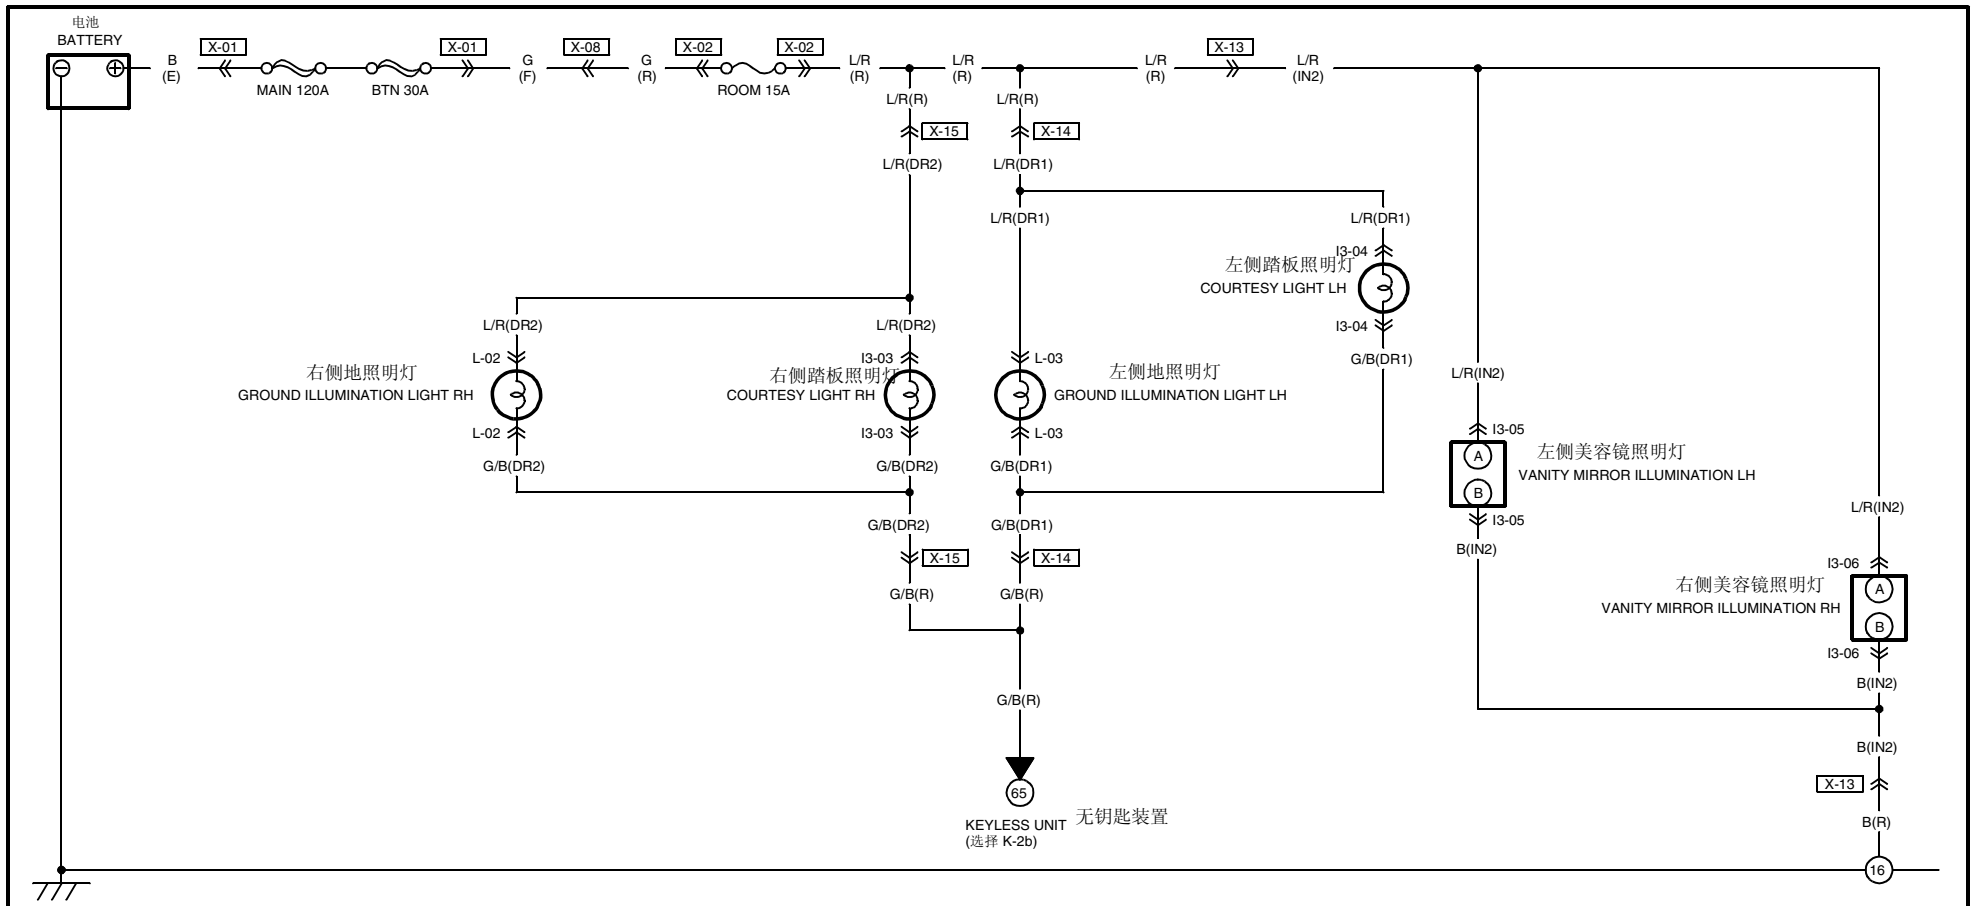 电池
BATTERY
B
(E)
X-01
MAIN 120A
BTN 30A
X-01
G
(F)
X-08
G
(R)
X-02
ROOM 15A
X-02
L/R
(R)
L/R
(R)
L/R
(R)
X-13
L/R
(IN2)
L/R(R)
L/R(R)
X-15
X-14
L/R(DR2)
L/R(DR1)
L/R(DR1)
L/R(DR1)
I3-04
左侧踏板照明灯
COURTESY LIGHT LH
I3-04
G/B(DR1)
L/R(DR2)
L/R(DR2)
L-02
I3-03
L-03
右侧地照明灯
GROUND ILLUMINATION LIGHT RH
右侧踏板照明灯
COURTESY LIGHT RH
左侧地照明灯
GROUND ILLUMINATION LIGHT LH
L-02
I3-03
L-03
G/B(DR2)
G/B(DR2)
G/B(DR1)
L/R(IN2)
I3-05
A
B
左侧美容镜照明灯
VANITY MIRROR ILLUMINATION LH
I3-05
B(IN2)
L/R(IN2)
G/B(DR2)
G/B(DR1)
X-15
X-14
G/B(R)
G/B(R)
I3-06
A
B
右侧美容镜照明灯
VANITY MIRROR ILLUMINATION RH
I3-06
B(IN2)
G/B(R)
B(IN2)
X-13
B(R)
65
KEYLESS UNIT 无钥匙装置
(选择 K-2b)
16